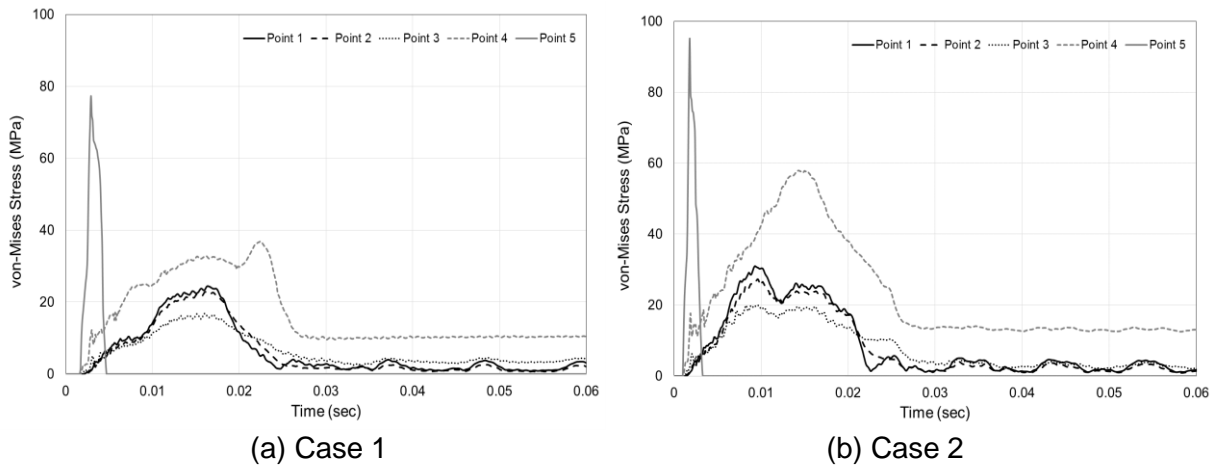 100
Point 1 Point 2 Point 3 Point 4 Point 5
80
60
40
20
0
von-Mises Stress (MPa)
0 0.01 0.02 0.03 0.04 0.05 0.06
Time (sec)
(a) Case 1
100
Point 1 Point 2 Point 3 Point 4 Point 5
80
60
40
20
0
von-Mises Stress (MPa)
0 0.01 0.02 0.03 0.04 0.05 0.06
Time (sec)
(b) Case 2